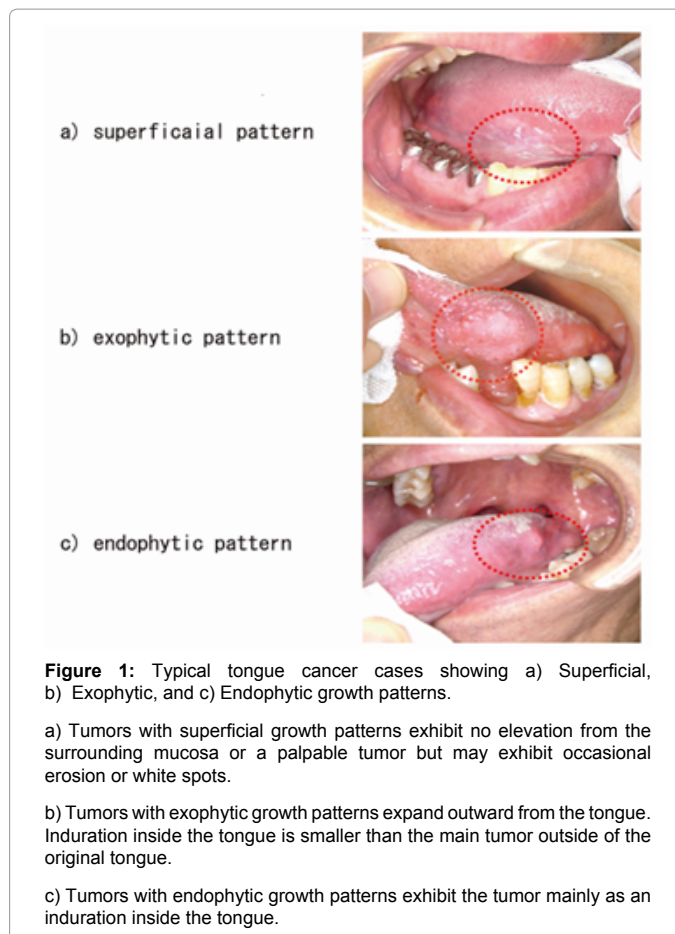 a) superficaial pattern
b) exophytic pattern
c) endophytic pattern
Figure 1: Typical tongue cancer cases showing a) Superficial,
b) Exophytic, and c) Endophytic growth patterns.
a) Tumors with superficial growth patterns exhibit no elevation from the
surrounding mucosa or a palpable tumor but may exhibit occasional
erosion or white spots.
b) Tumors with exophytic growth patterns expand outward from the tongue.
Induration inside the tongue is smaller than the main tumor outside of the
original tongue.
c) Tumors with endophytic growth patterns exhibit the tumor mainly as an
induration inside the tongue.